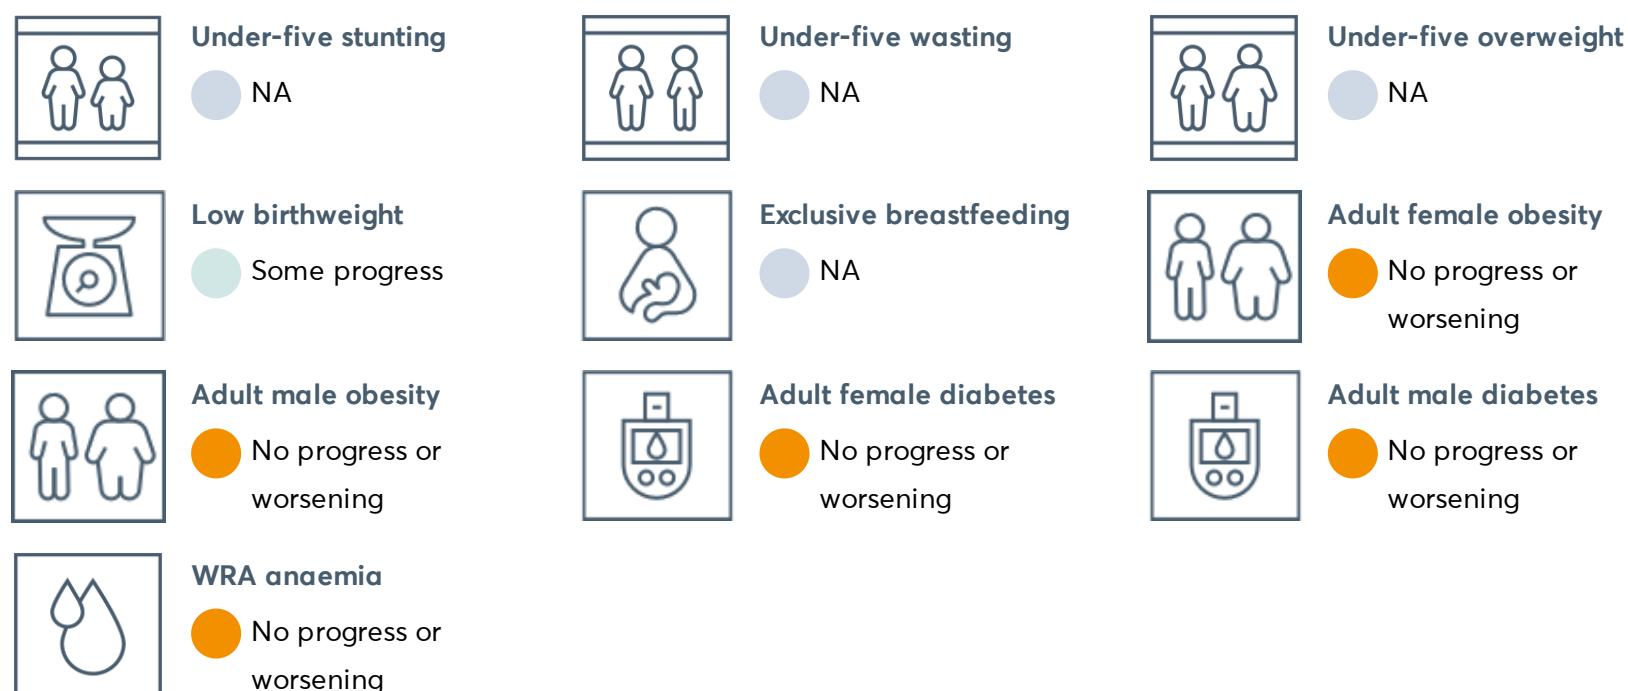 Under-five stunting
NA
Under-five wasting
NA
Under-five overweight
NA
Low birthweight
Some progress
Exclusive breastfeeding
NA
Adult female obesity
No progress or
worsening
Adult male obesity
No progress or
worsening
Adult female diabetes
No progress or
worsening
Adult male diabetes
No progress or
worsening
WRA anaemia
No progress or
worsening